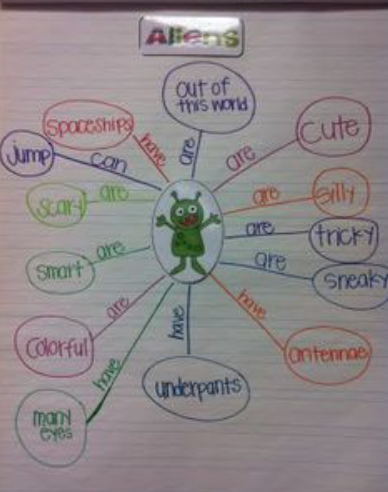 Aliens
out of
this world
are
cute
are
silly
are
tricky
are
sneaky
are
antennae
have
underpants
have
many
eyes
have
colorful
are
smart
are
scary
are
jump
can
spaceships
have